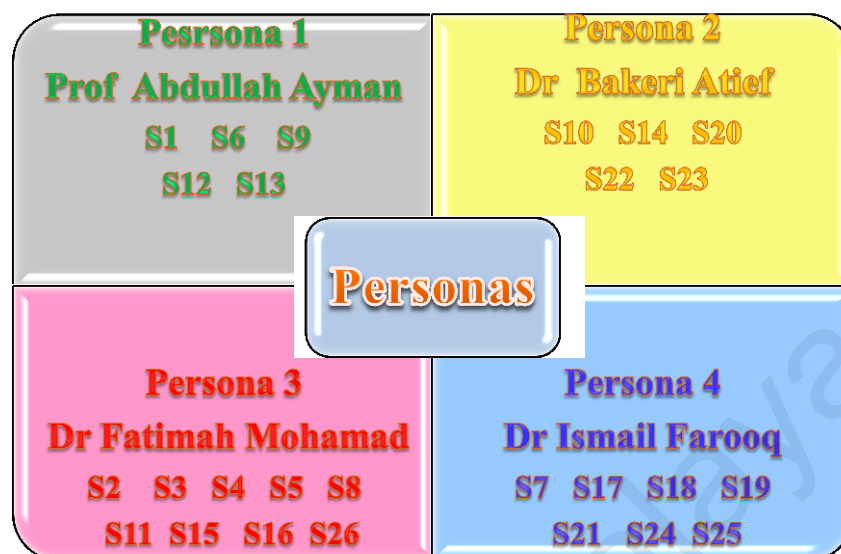 Pesrsona 1
Prof Abdullah Ayman
S1 S6 S9
S12 S13
Persona 2
Dr Bakeri Atief
S10 S14 S20
S22 S23
Personas
Persona 3
Dr Fatimah Mohamad
S2 S3 S4 S5 S8
S11 S15 S16 S26
Persona 4
Dr Ismail Farooq
S7 S17 S18 S19
S21 S24 S25
laya